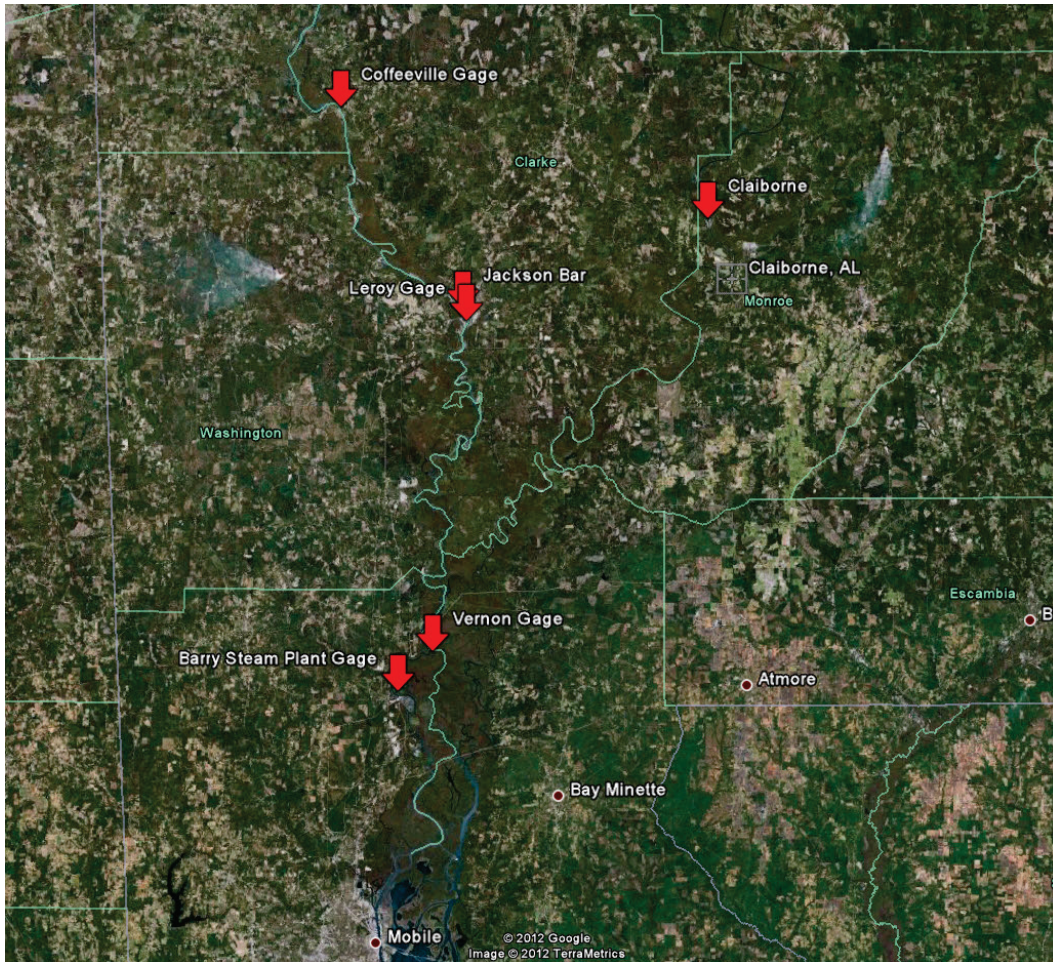 Coffeeville Gage
Clarke
Claiborne
Jackson Bar
Claiborne, AL
Leroy Gage
Monroe
Washington
Escambia
B
Vernon Gage
Barry Steam Plant Gage
Atmore
Bay Minette
Mobile
© 2012 Google
Image © 2012 TerraMetrics